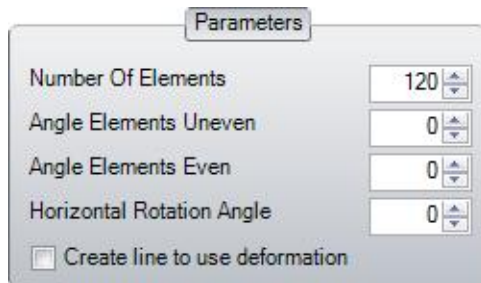 Parameters
Number Of Elements 120
Angle Elements Uneven 0
Angle Elements Even 0
Horizontal Rotation Angle 0
Create line to use deformation